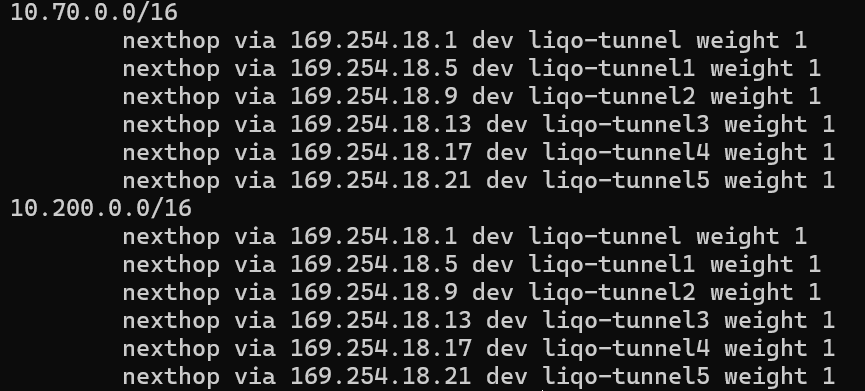 10.70.0.0/16
nexthop via 169.254.18.1 dev liqo-tunnel weight 1
nexthop via 169.254.18.5 dev liqo-tunnel1 weight 1
nexthop via 169.254.18.9 dev liqo-tunnel2 weight 1
nexthop via 169.254.18.13 dev liqo-tunnel3 weight 1
nexthop via 169.254.18.17 dev liqo-tunnel4 weight 1
nexthop via 169.254.18.21 dev liqo-tunnel5 weight 1
10.200.0.0/16
nexthop via 169.254.18.1 dev liqo-tunnel weight 1
nexthop via 169.254.18.5 dev liqo-tunnel1 weight 1
nexthop via 169.254.18.9 dev liqo-tunnel2 weight 1
nexthop via 169.254.18.13 dev liqo-tunnel3 weight 1
nexthop via 169.254.18.17 dev liqo-tunnel4 weight 1
nexthop via 169.254.18.21 dev liqo-tunnel5 weight 1